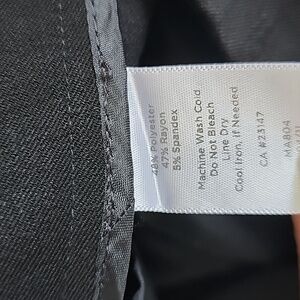 48% Polyester
47% Rayon
5% Spandex
Machine Wash Cold
Do Not Bleach
Line Dry
Cool Iron, If Needed
CA #23147
MA804